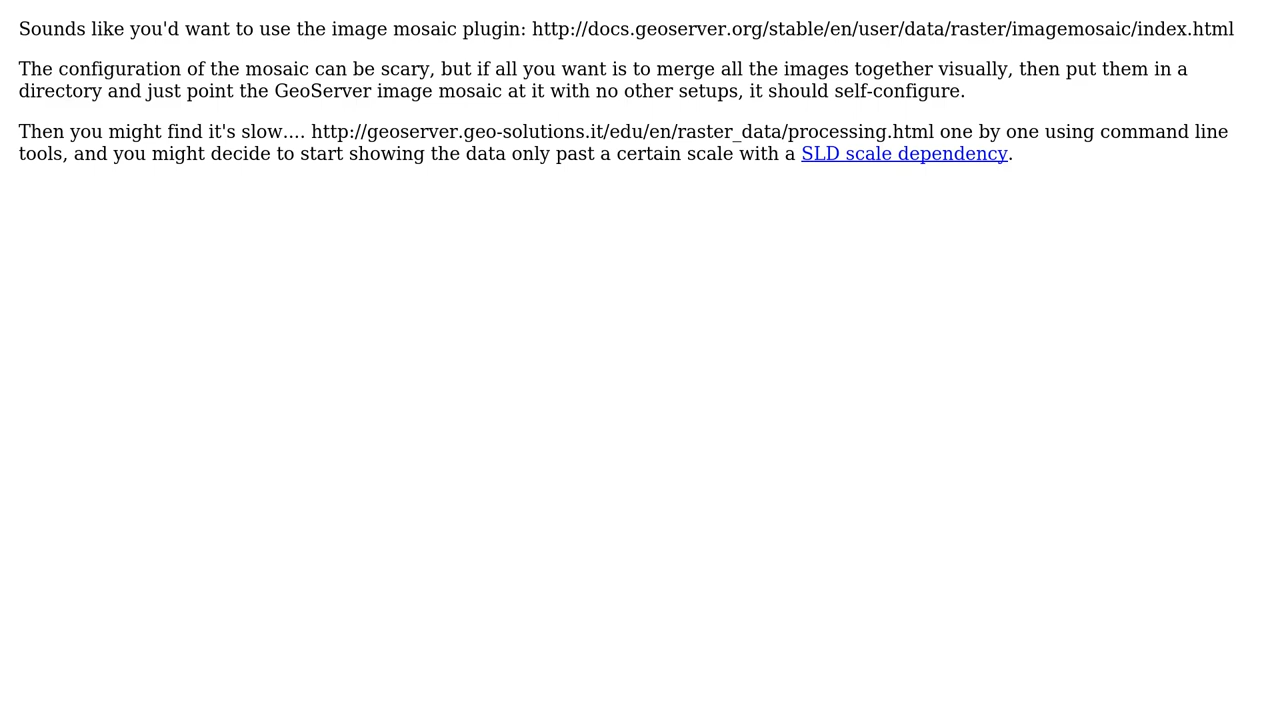 Sounds like you'd want to use the image mosaic plugin: http://docs.geoserver.org/stable/en/user/data/raster/imagemosaic/index.html
The configuration of the mosaic can be scary, but if all you want is to merge all the images together visually, then put them in a
directory and just point the GeoServer image mosaic at it with no other setups, it should self-configure.
Then you might find it's slow.... http://geoserver.geo-solutions.it/edu/en/raster_data/processing.html one by one using command line
tools, and you might decide to start showing the data only past a certain scale with a SLD scale dependency.